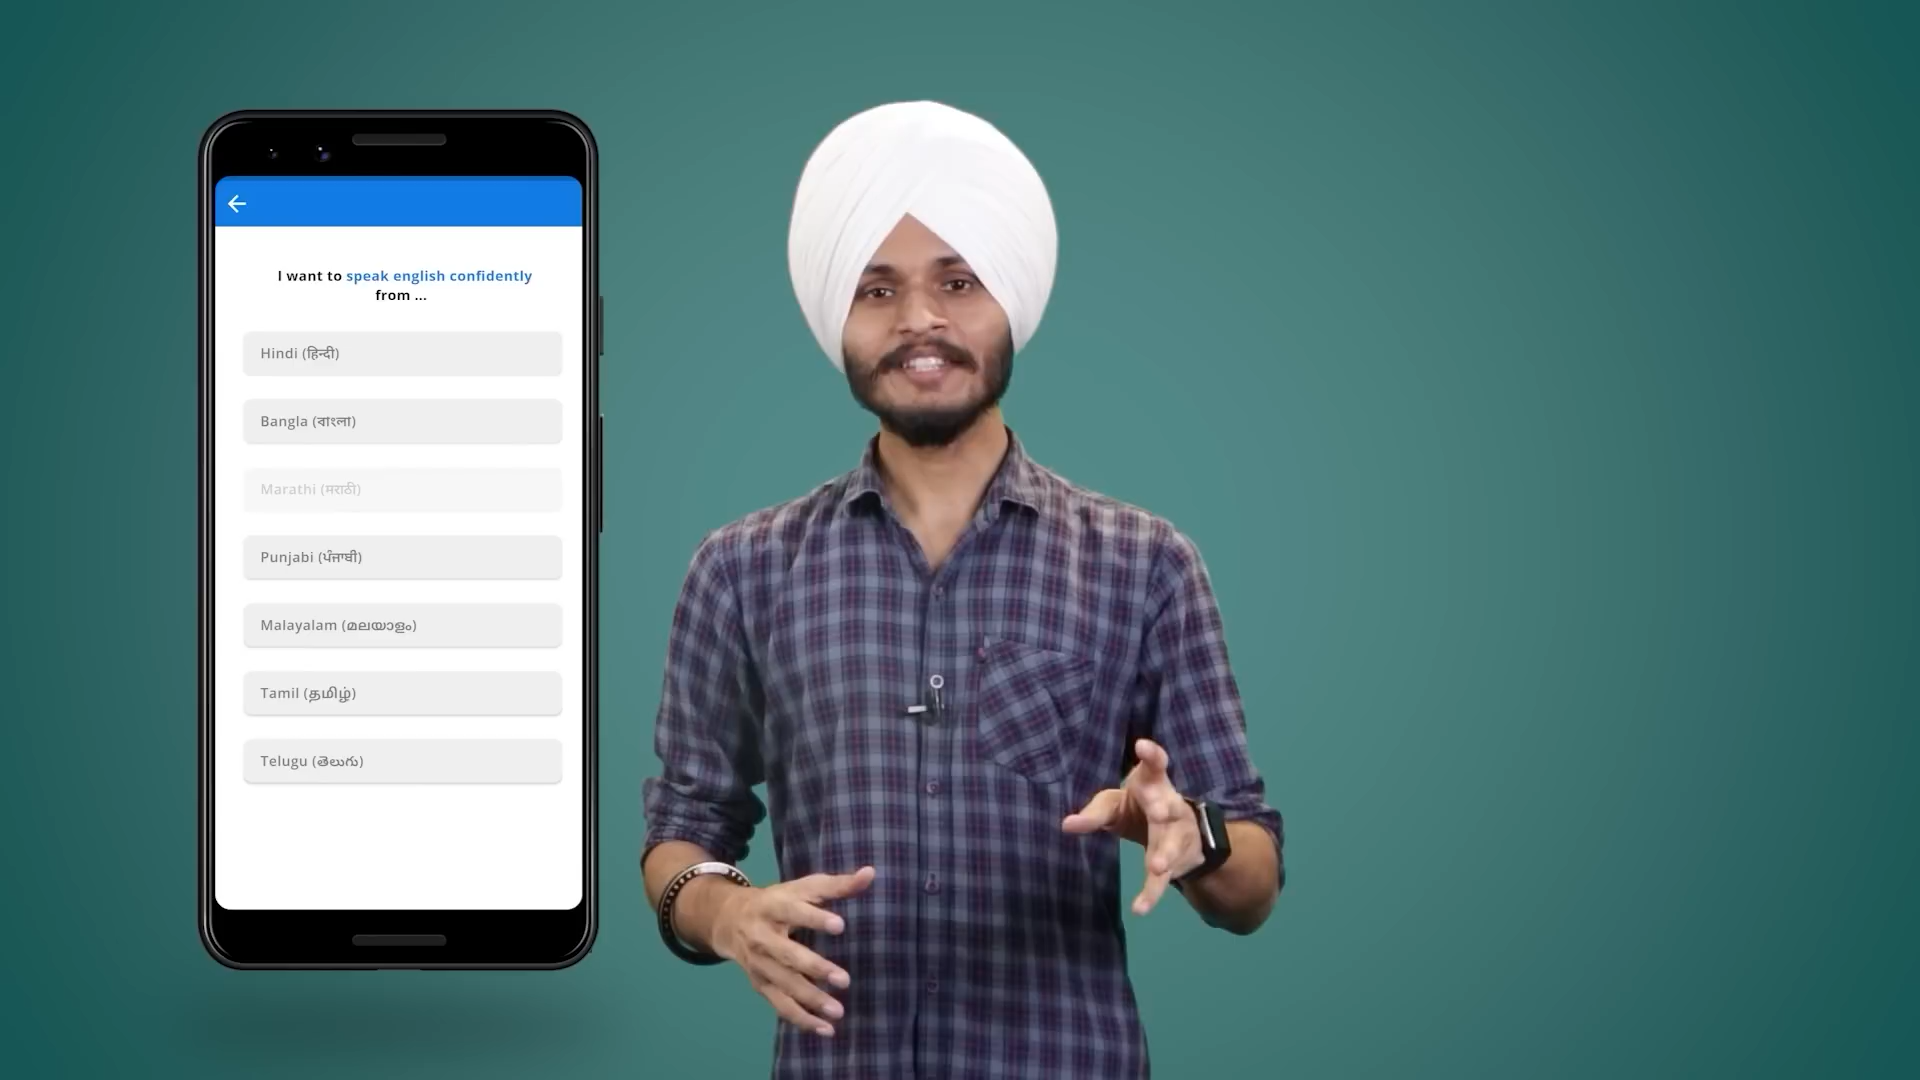 I want to speak english confidently
from ...
Hindi (हिन्दी)
Bangla (বাংলা)
Marathi (मराठी)
Punjabi (ਪੰਜਾਬੀ)
Malayalam (മലയാളം)
Tamil (தமிழ்)
Telugu (తెలుగు)